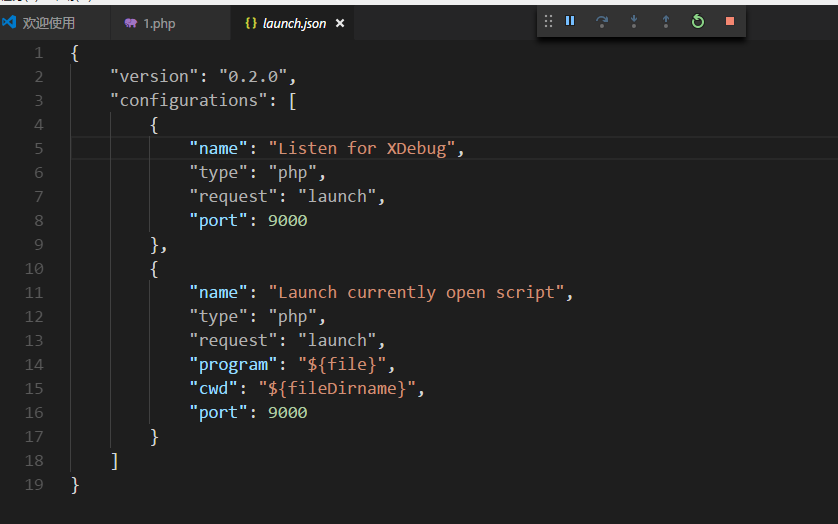 欢迎使用 1.php {} launch.json ×
1 {
2 "version": "0.2.0",
3 "configurations": [
4 {
5 "name": "Listen for XDebug",
6 "type": "php",
7 "request": "launch",
8 "port": 9000
9 },
10 {
11 "name": "Launch currently open script",
12 "type": "php",
13 "request": "launch",
14 "program": "${file}",
15 "cwd": "${fileDirname}",
16 "port": 9000
17 }
18 ]
19 }